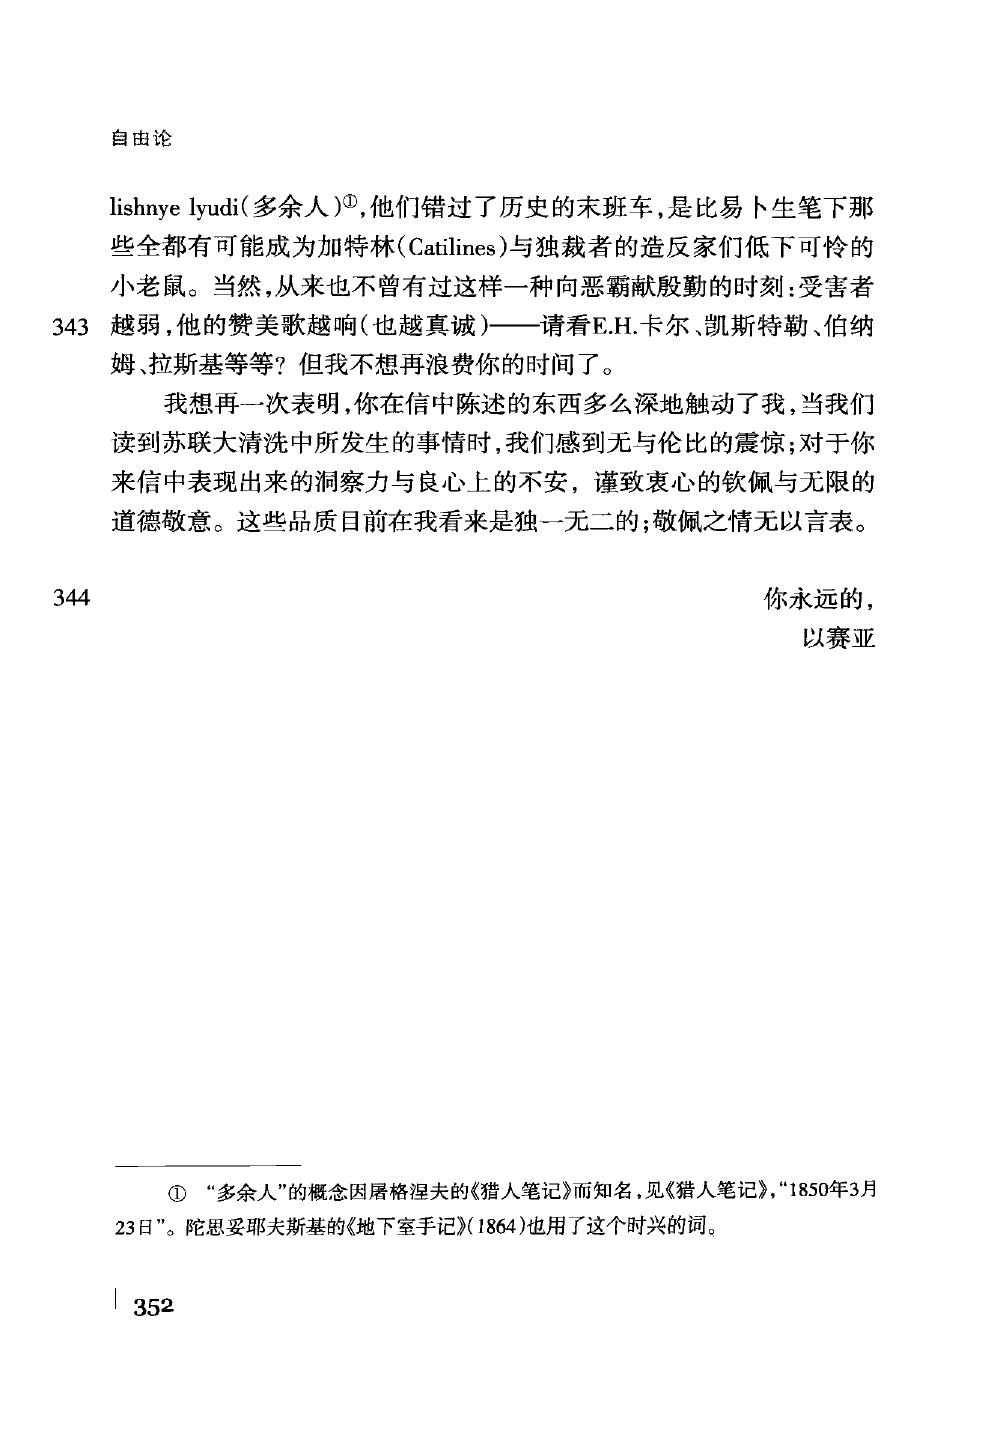 自由论
lishnye lyudi(多余人)①,他们错过了历史的末班车,是比易卜生笔下那
些全都有可能成为加特林(Catilines)与独裁者的造反家们低下可怜的
小老鼠。当然,从来也不曾有过这样一种向恶霸献殷勤的时刻:受害者
343 越弱,他的赞美歌越响(也越真诚)——请看E.H.卡尔、凯斯特勒、伯纳
姆、拉斯基等等?但我不想再浪费你的时间了。
我想再一次表明,你在信中陈述的东西多么深地触动了我,当我们
读到苏联大清洗中所发生的事情时,我们感到无与伦比的震惊;对于你
来信中表现出来的洞察力与良心上的不安,谨致衷心的钦佩与无限的
道德敬意。这些品质目前在我看来是独一无二的;敬佩之情无以言表。
344 你永远的,
以赛亚
① “多余人”的概念因屠格涅夫的《猎人笔记》而知名,见《猎人笔记》,“1850年3月
23日”。陀思妥耶夫斯基的《地下室手记》(1864)也用了这个时兴的词。
352